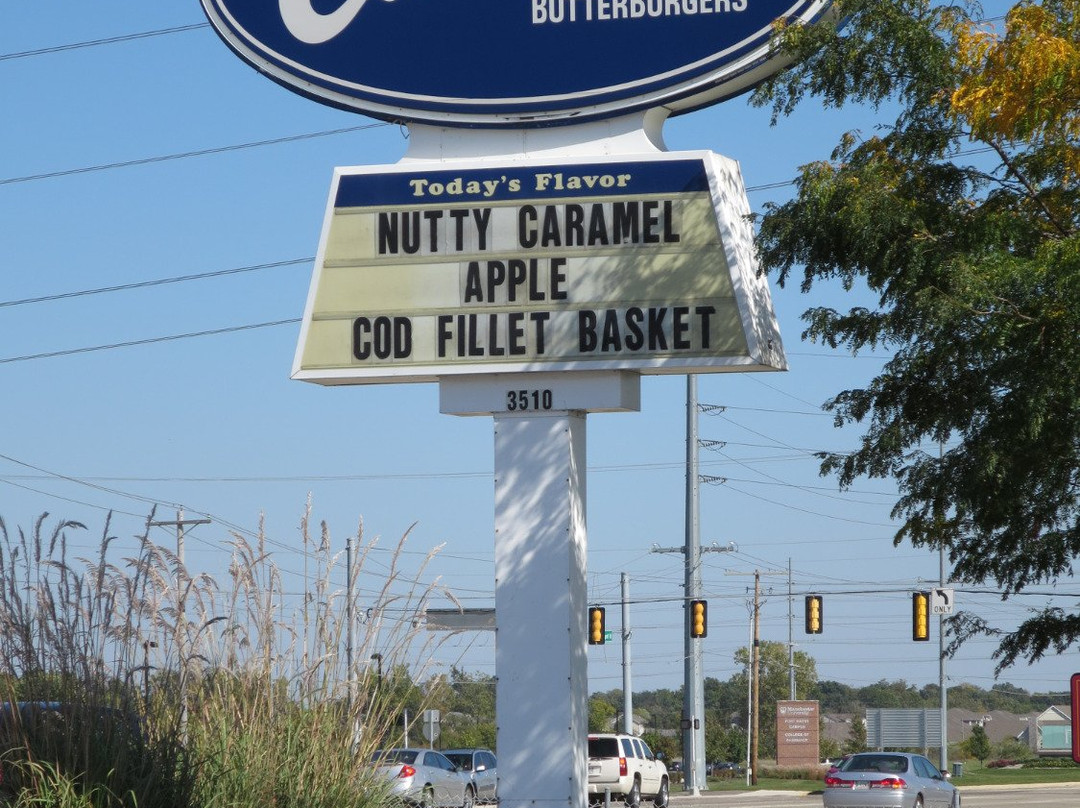 BUTTERBURGERS
Today's Flavor
NUTTY CARAMEL
APPLE
COD FILLET BASKET
3510
ONLY